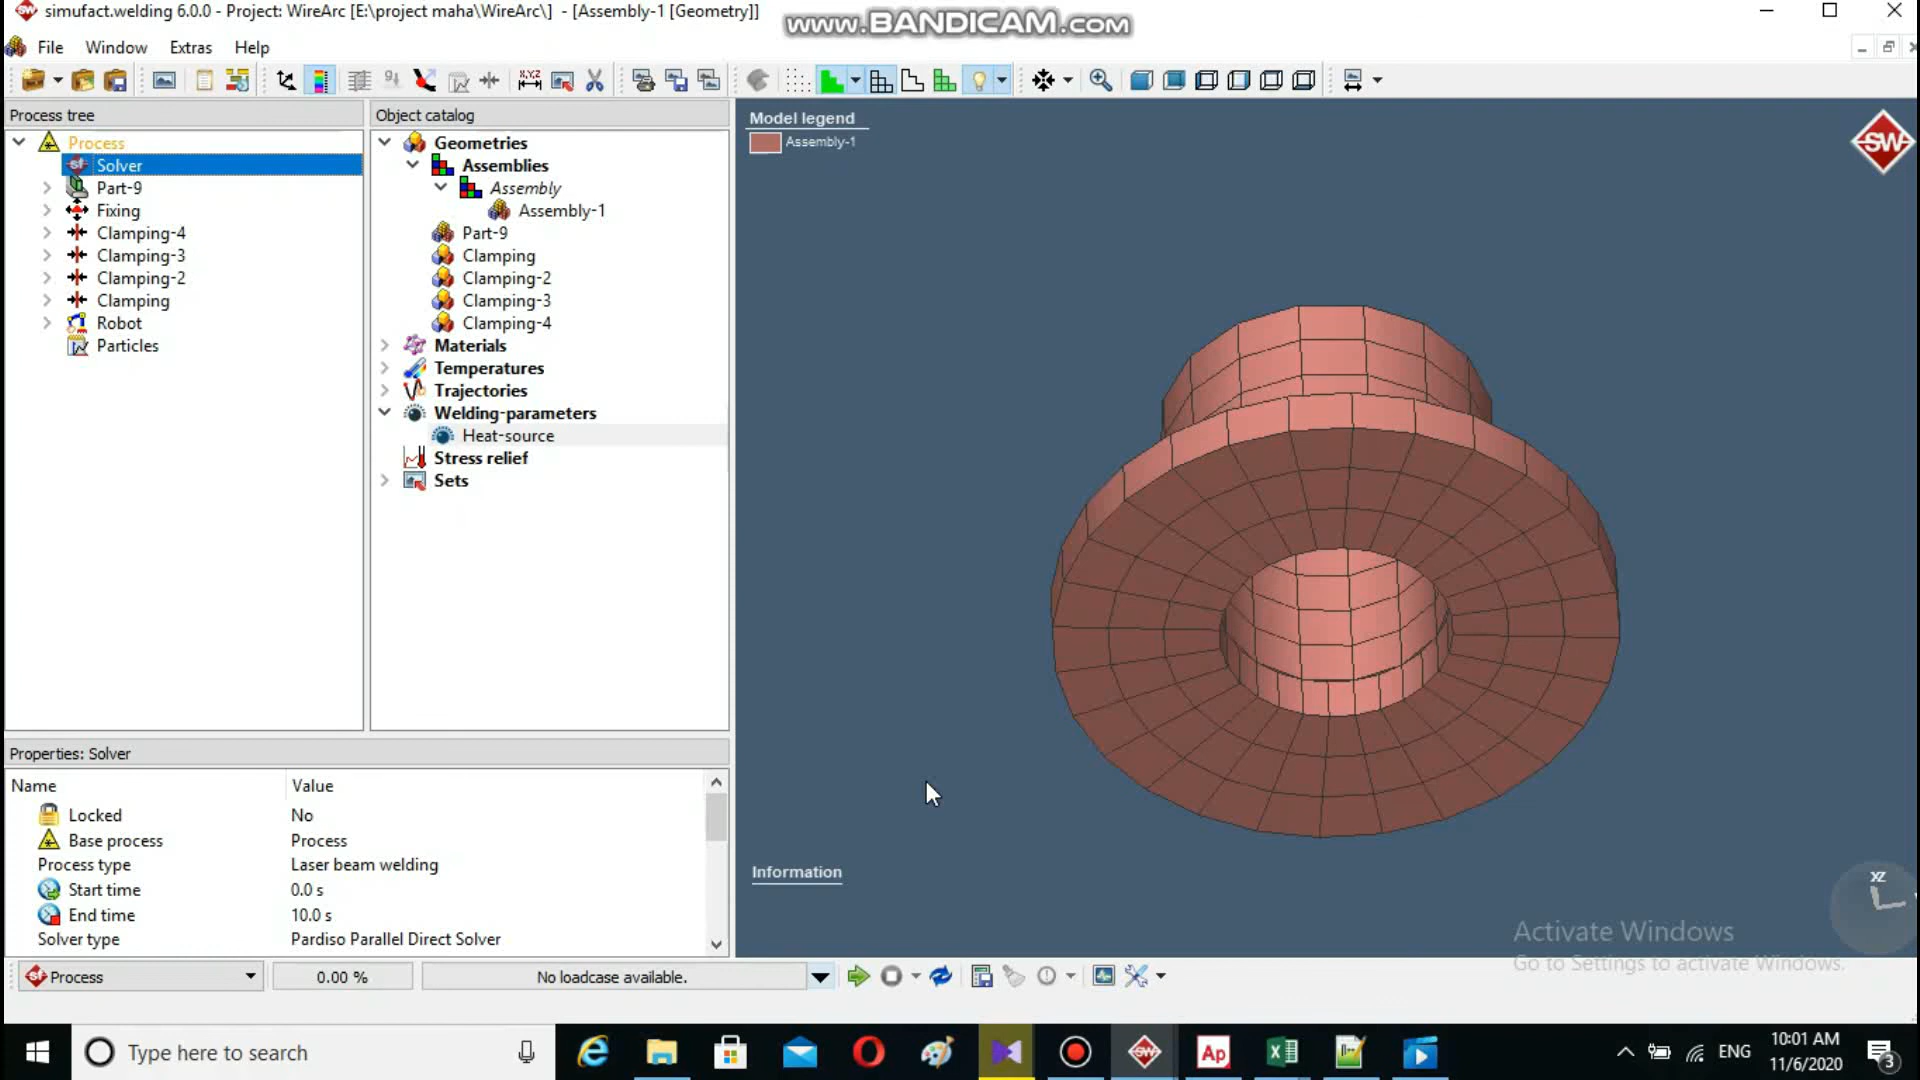 simufact.welding 6.0.0 - Project: WireArc [E:\project maha\WireArc\] - [Assembly-1 [Geometry]]
www.BANDICAM.com
File Window Extras Help
Process tree
Process
Solver
Part-9
Fixing
Clamping-4
Clamping-3
Clamping-2
Clamping
Robot
Particles
Object catalog
Geometries
Assemblies
Assembly
Assembly-1
Part-9
Clamping
Clamping-2
Clamping-3
Clamping-4
Materials
Temperatures
Trajectories
Welding-parameters
Heat-source
Stress relief
Sets
Model legend
Assembly-1
SW
Properties: Solver
Name Value
Locked No
Base process Process
Process type Laser beam welding
Start time 0.0 s
End time 10.0 s
Solver type Pardiso Parallel Direct Solver
Information
XZ
Activate Windows
Go to Settings to activate Windows.
Process 0.00 % No loadcase available.
Type here to search
Ap
ENG
10:01 AM
11/6/2020
3